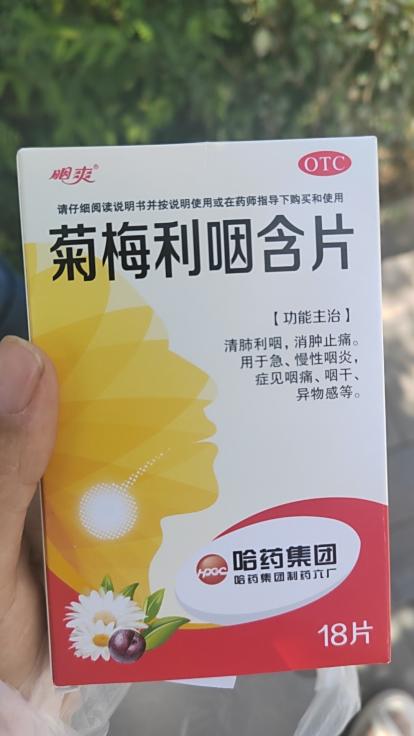 咽爽®
OTC
请仔细阅读说明书并按说明使用或在药师指导下购买和使用
菊梅利咽含片
【功能主治】
清肺利咽，消肿止痛。
用于急、慢性咽炎，
症见咽痛、咽干、
异物感等。
HPGC
哈药集团
哈药集团制药六厂
18片